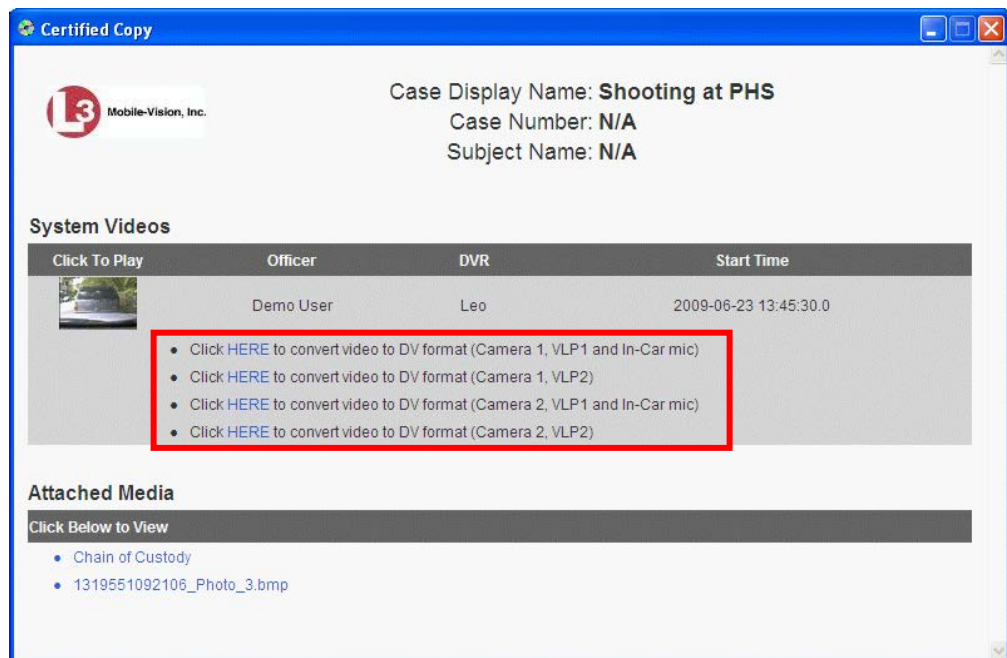 Certified Copy
L3 Mobile-Vision, Inc.
Case Display Name: Shooting at PHS
Case Number: N/A
Subject Name: N/A
System Videos
Click To Play Officer DVR Start Time
Demo User Leo 2009-06-23 13:45:30.0
• Click HERE to convert video to DV format (Camera 1, VLP1 and In-Car mic)
• Click HERE to convert video to DV format (Camera 1, VLP2)
• Click HERE to convert video to DV format (Camera 2, VLP1 and In-Car mic)
• Click HERE to convert video to DV format (Camera 2, VLP2)
Attached Media
Click Below to View
• Chain of Custody
• 1319551092106_Photo_3.bmp